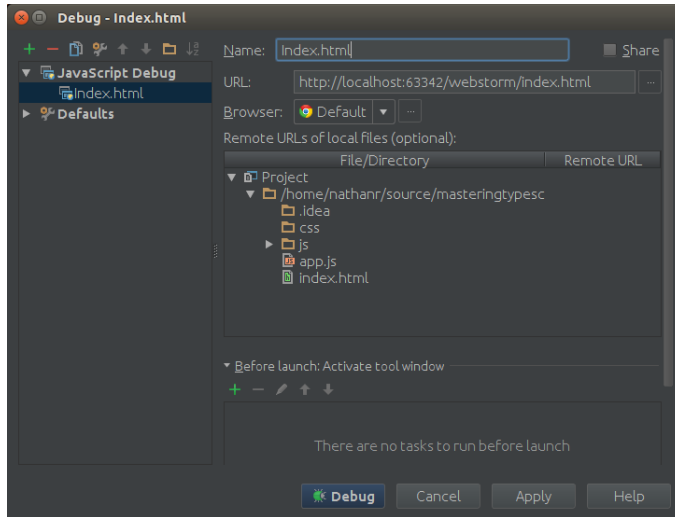 Debug - Index.html
Name: Index.html Share
JavaScript Debug
Index.html
Defaults
URL: http://localhost:63342/webstorm/index.html ...
Browser: Default ...
Remote URLs of local files (optional):
File/Directory Remote URL
Project
/home/nathanr/source/masteringtypesc
.idea
css
js
app.js
index.html
Before launch: Activate tool window
There are no tasks to run before launch
Debug Cancel Apply Help